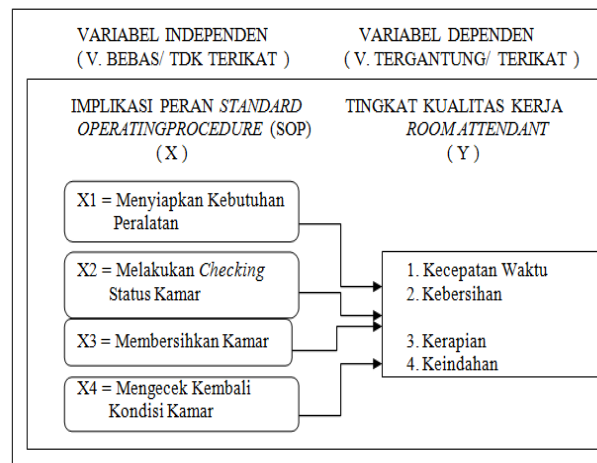 VARIABEL INDEPENDEN
( V. BEBAS/ TDK TERIKAT )
VARIABEL DEPENDEN
( V. TERGANTUNG/ TERIKAT )
IMPLIKASI PERAN STANDARD
OPERATINGPROCEDURE (SOP)
( X )
TINGKAT KUALITAS KERJA
ROOM ATTENDANT
( Y )
X1 = Menyiapkan Kebutuhan
Peralatan
X2 = Melakukan Checking
Status Kamar
X3 = Membersihkan Kamar
X4 = Mengecek Kembali
Kondisi Kamar
1. Kecepatan Waktu
2. Kebersihan
3. Kerapian
4. Keindahan